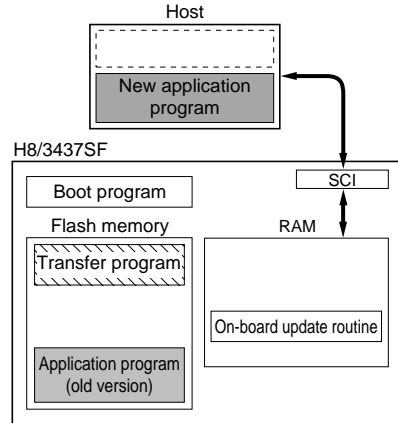 Host
New application
program
H8/3437SF
SCI
Boot program
Flash memory
RAM
Transfer program
On-board update routine
Application program
(old version)